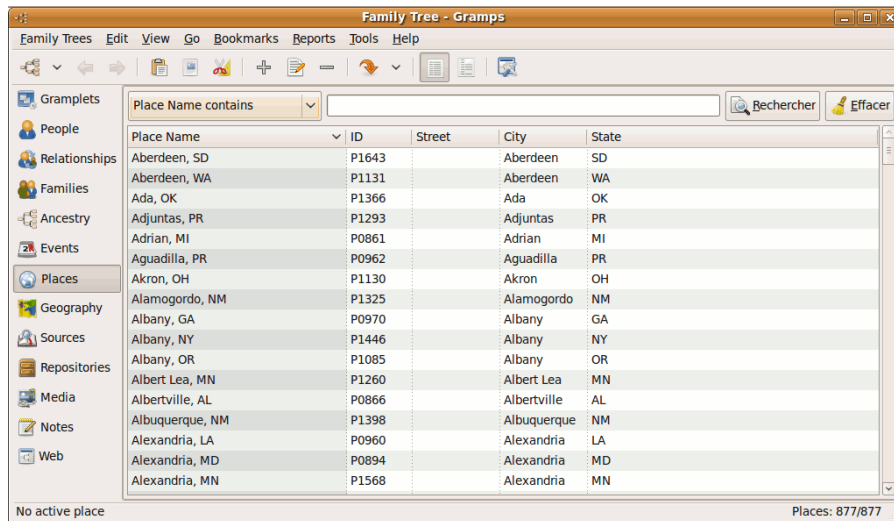 Family Tree - Gramps
Family Trees Edit View Go Bookmarks Reports Tools Help
Gramplets
People
Relationships
Families
Ancestry
Events
Places
Geography
Sources
Repositories
Media
Notes
Web
Place Name contains Rechercher Effacer
Place Name ID Street City State
Aberdeen, SD P1643 Aberdeen SD
Aberdeen, WA P1131 Aberdeen WA
Ada, OK P1366 Ada OK
Adjuntas, PR P1293 Adjuntas PR
Adrian, MI P0861 Adrian MI
Aguadilla, PR P0962 Aguadilla PR
Akron, OH P1130 Akron OH
Alamogordo, NM P1325 Alamogordo NM
Albany, GA P0970 Albany GA
Albany, NY P1446 Albany NY
Albany, OR P1085 Albany OR
Albert Lea, MN P1260 Albert Lea MN
Albertville, AL P0866 Albertville AL
Albuquerque, NM P1398 Albuquerque NM
Alexandria, LA P0960 Alexandria LA
Alexandria, MD P0894 Alexandria MD
Alexandria, MN P1568 Alexandria MN
No active place Places: 877/877